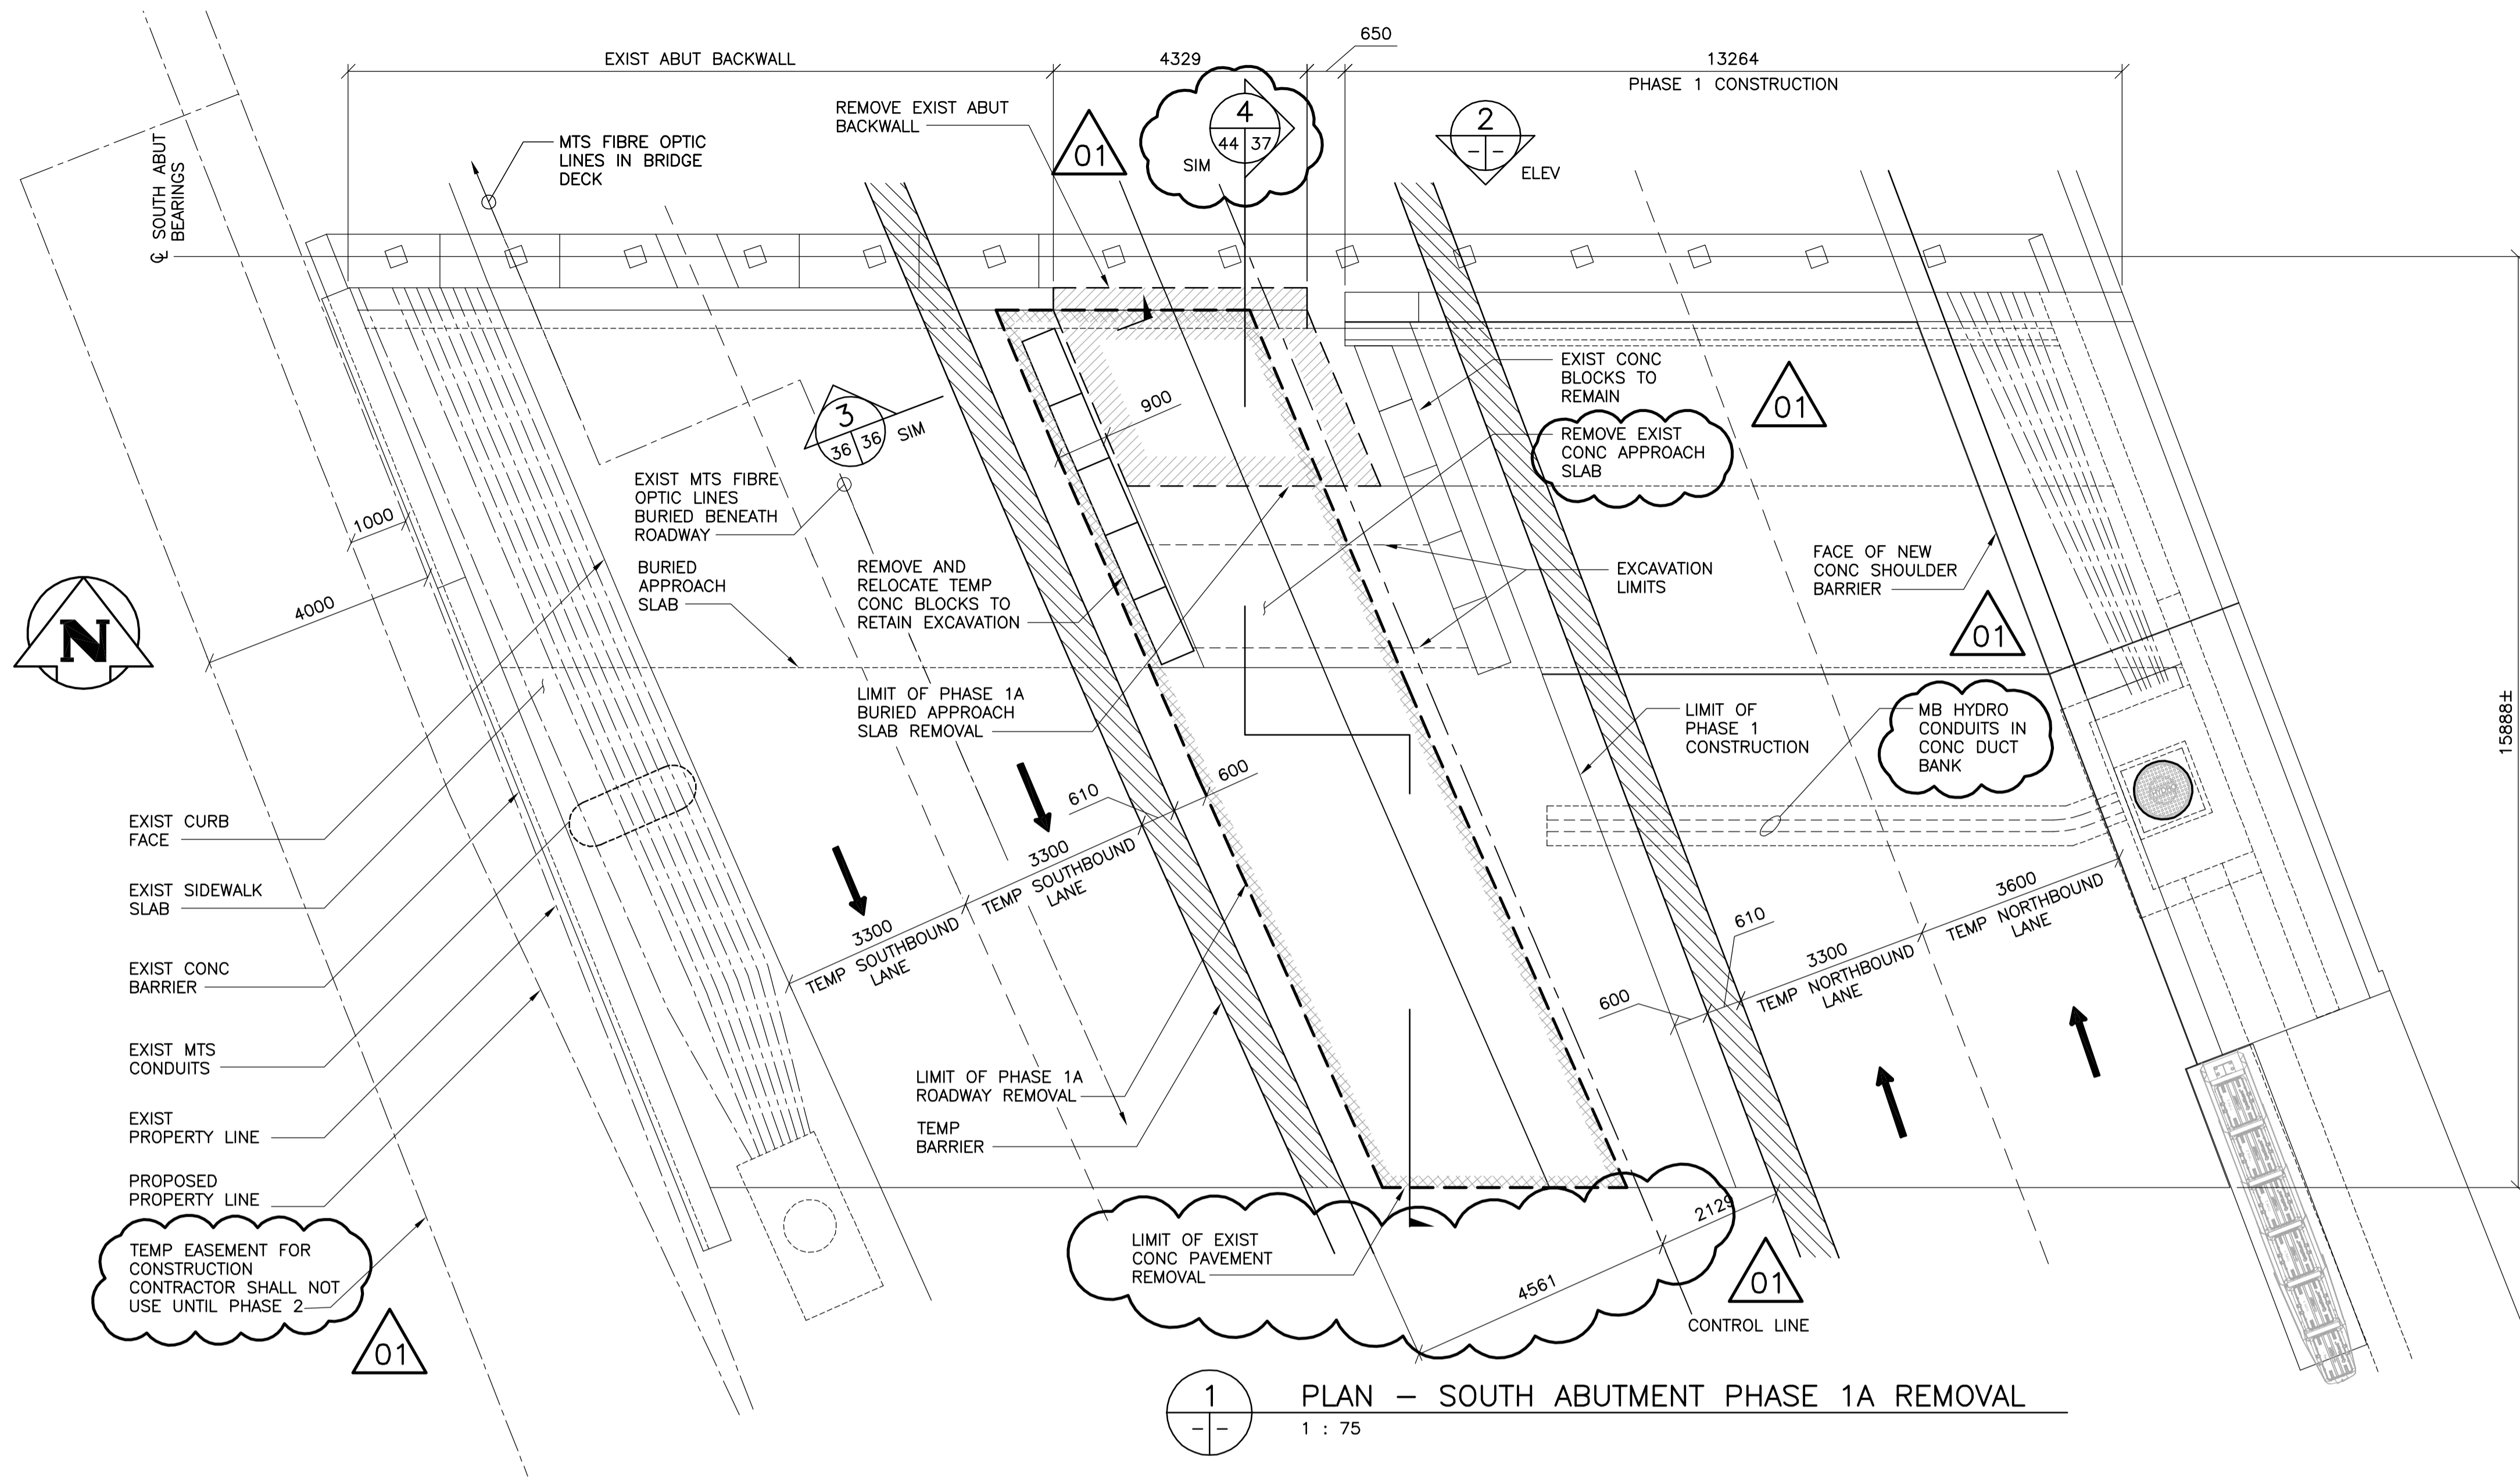 650
EXIST ABUT BACKWALL
4329
13264
PHASE 1 CONSTRUCTION
REMOVE EXIST ABUT
BACKWALL
01
4
44 37
SIM
2
- -
ELEV
MTS FIBRE OPTIC
LINES IN BRIDGE
DECK
℄ SOUTH ABUT
BEARINGS
3
36 36
SIM
900
EXIST CONC
BLOCKS TO
REMAIN
01
REMOVE EXIST
CONC APPROACH
SLAB
EXIST MTS FIBRE
OPTIC LINES
BURIED BENEATH
ROADWAY
1000
4000
N
BURIED
APPROACH
SLAB
REMOVE AND
RELOCATE TEMP
CONC BLOCKS TO
RETAIN EXCAVATION
EXCAVATION
LIMITS
FACE OF NEW
CONC SHOULDER
BARRIER
01
LIMIT OF PHASE 1A
BURIED APPROACH
SLAB REMOVAL
LIMIT OF
PHASE 1
CONSTRUCTION
MB HYDRO
CONDUITS IN
CONC DUCT
BANK
15888±
610
600
3300
TEMP SOUTHBOUND
LANE
3300
TEMP SOUTHBOUND
LANE
600
610
3300
TEMP NORTHBOUND
LANE
3600
TEMP NORTHBOUND
LANE
EXIST CURB
FACE
EXIST SIDEWALK
SLAB
EXIST CONC
BARRIER
EXIST MTS
CONDUITS
EXIST
PROPERTY LINE
PROPOSED
PROPERTY LINE
TEMP EASEMENT FOR
CONSTRUCTION
CONTRACTOR SHALL NOT
USE UNTIL PHASE 2
01
LIMIT OF PHASE 1A
ROADWAY REMOVAL
TEMP
BARRIER
LIMIT OF EXIST
CONC PAVEMENT
REMOVAL
2129
4561
01
CONTROL LINE
1
- -
PLAN – SOUTH ABUTMENT PHASE 1A REMOVAL
1 : 75